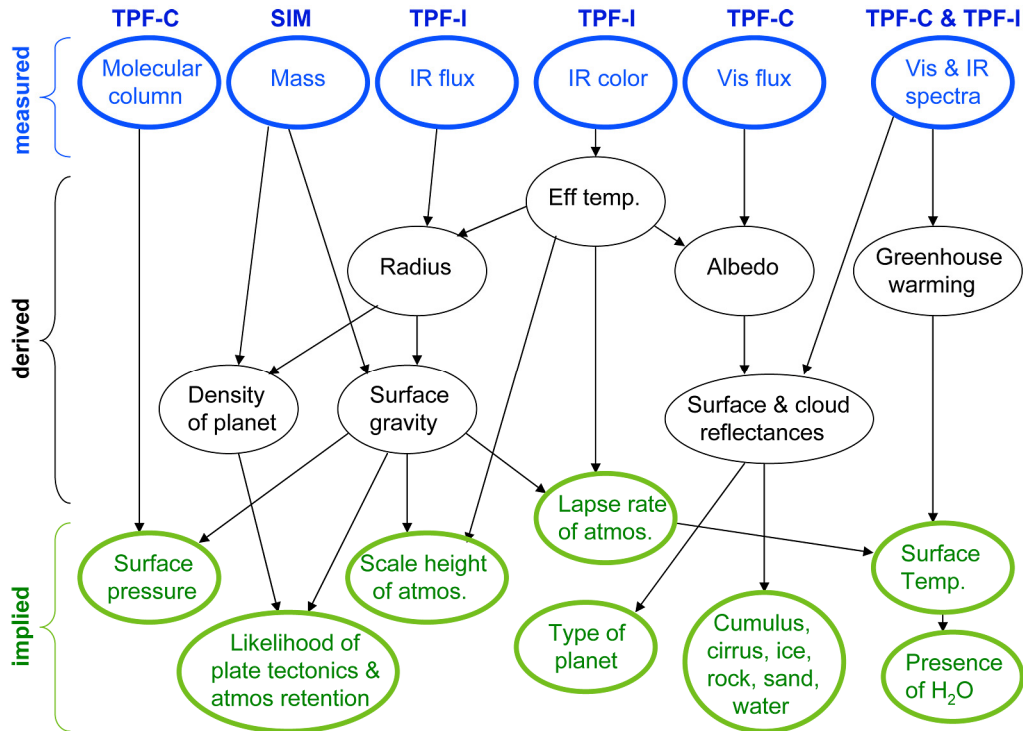 TPF-C
SIM
TPF-I
TPF-I
TPF-C
TPF-C & TPF-I
measured
Molecular
column
Mass
IR flux
IR color
Vis flux
Vis & IR
spectra
derived
Eff temp.
Radius
Albedo
Greenhouse
warming
Density
of planet
Surface
gravity
Surface & cloud
reflectances
implied
Lapse rate
of atmos.
Surface
pressure
Scale height
of atmos.
Surface
Temp.
Likelihood of
plate tectonics &
atmos retention
Type of
planet
Cumulus,
cirrus, ice,
rock, sand,
water
Presence
of H₂O